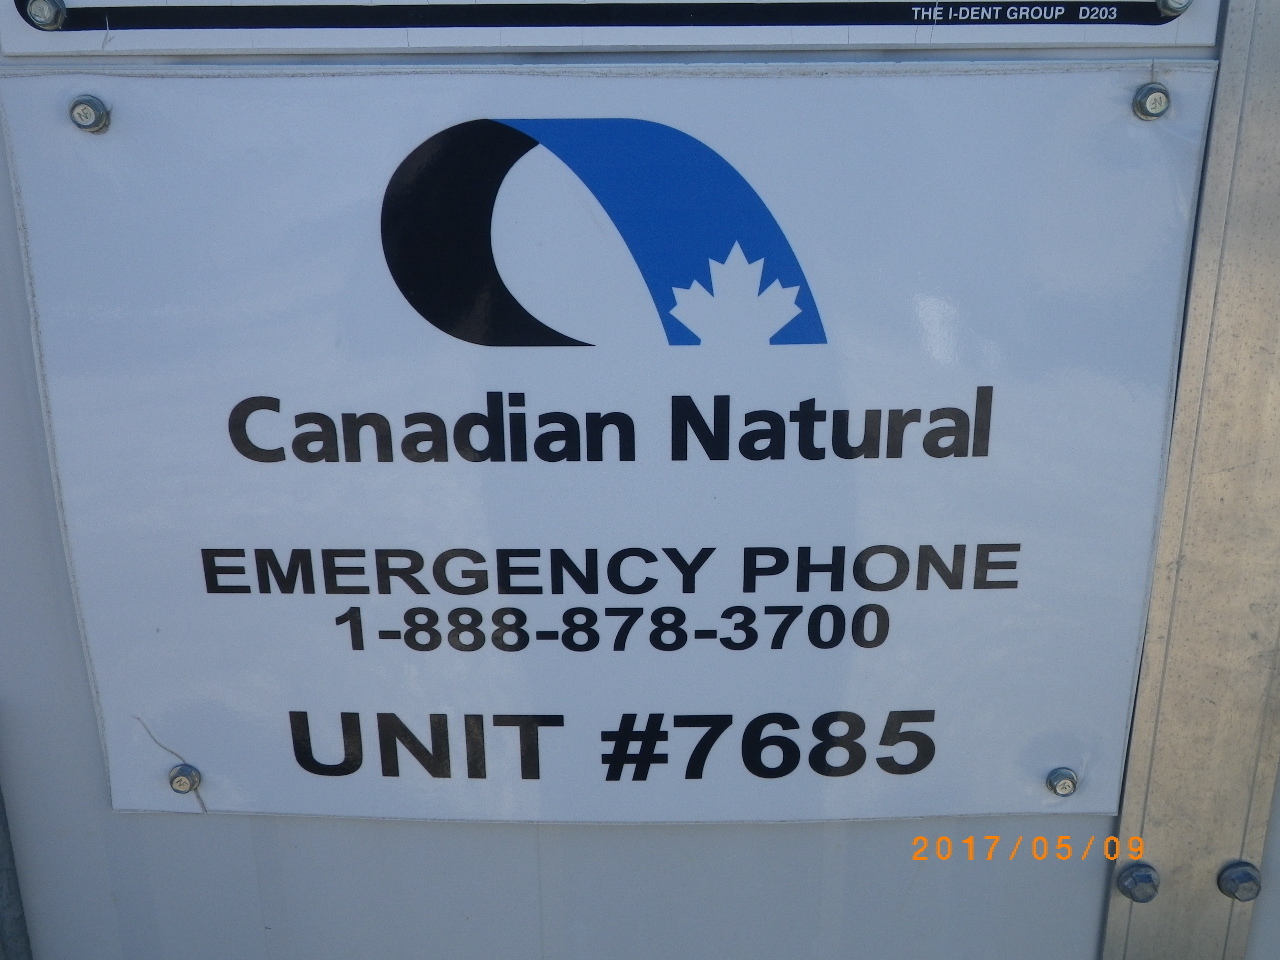 THE I-DENT GROUP D203
Canadian Natural
EMERGENCY PHONE
1-888-878-3700
UNIT #7685
2017/05/09